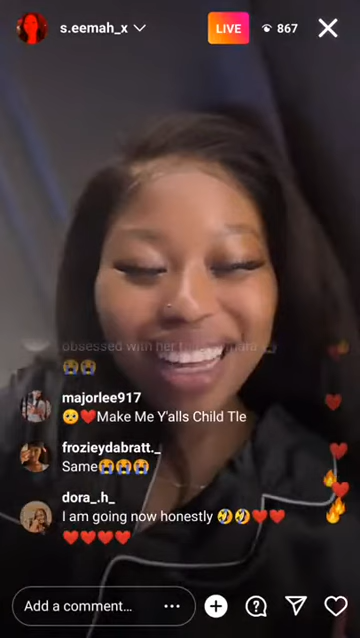 s.eemah_x
LIVE
867
obsessed with her
majorlee917
🥺❤️Make Me Y'alls Child Tle
frozieydabratt._
Same😭😭😭
dora_.h_
I am going now honestly 🤣🤣❤️❤️
❤️❤️❤️❤️
Add a comment...